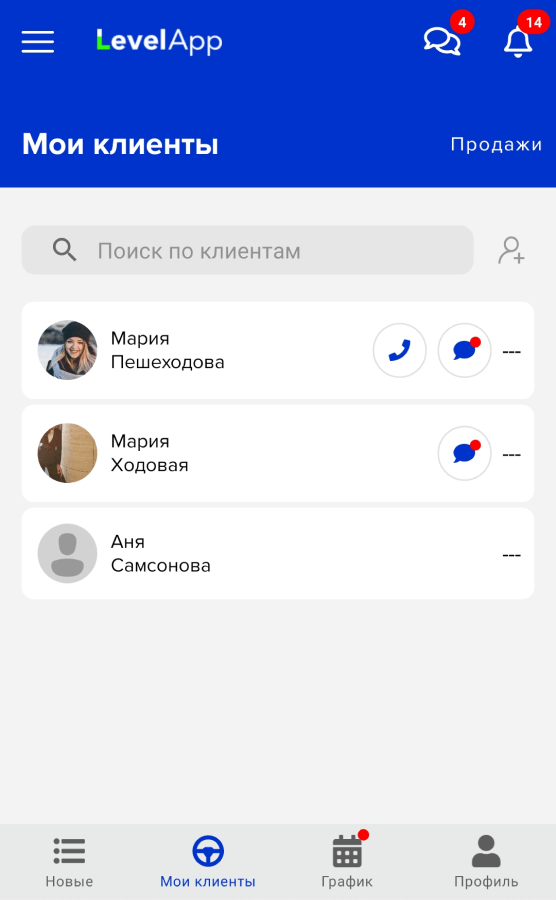 LevelApp
4
14
Мои клиенты
Продажи
Поиск по клиентам
Мария
Пешеходова
---
Мария
Ходовая
---
Аня
Самсонова
---
Новые
Мои клиенты
График
Профиль